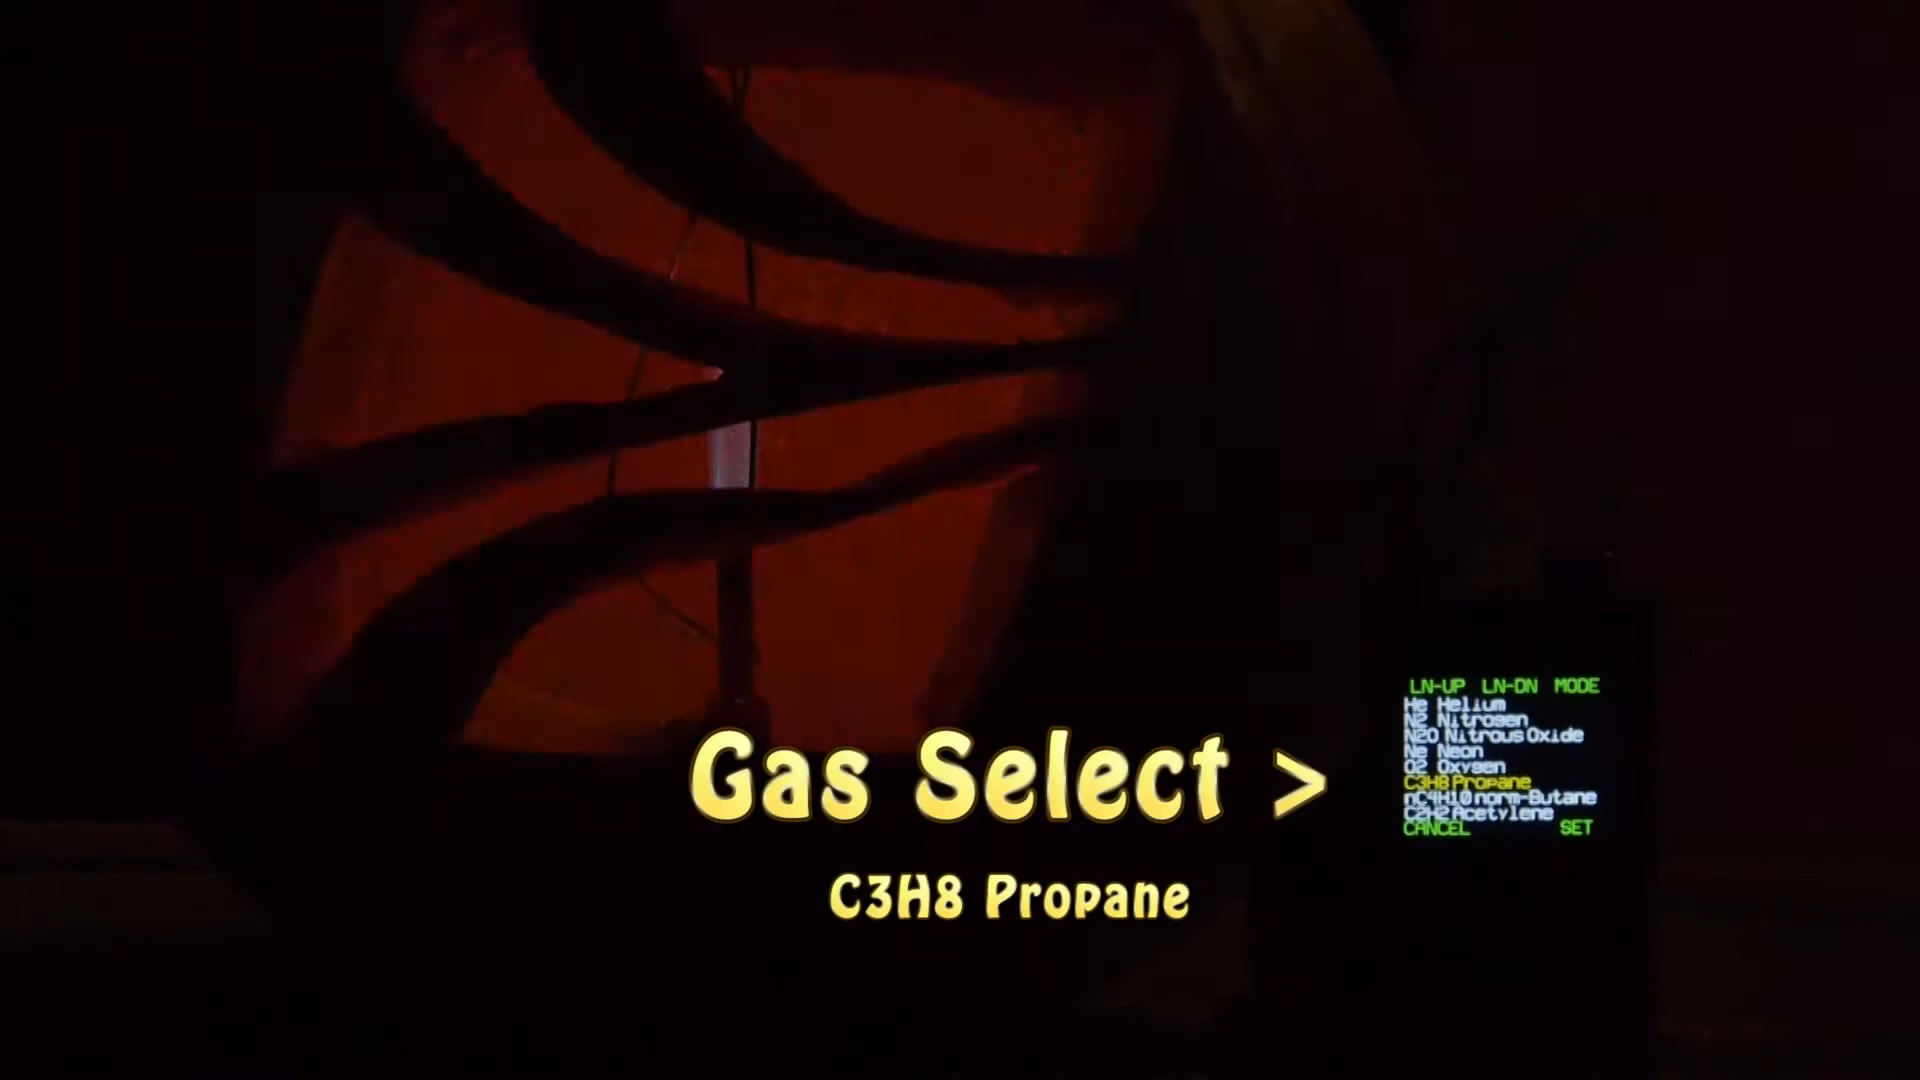 LN-UP LN-DN MODE
He Helium
N2 Nitrogen
N2O Nitrous Oxide
Ne Neon
O2 Oxygen
C3H8 Propane
nC4H10 norm-Butane
C2H2 Acetylene
CANCEL SET
Gas Select >
C3H8 Propane